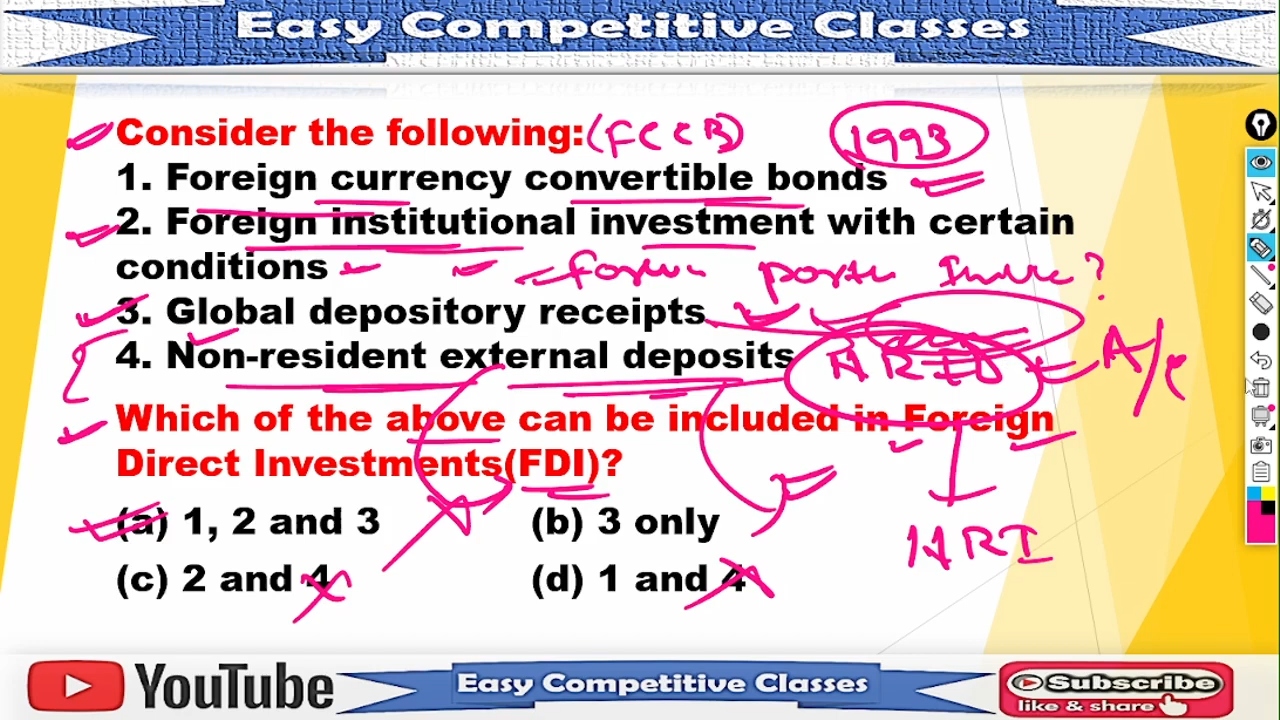 Easy Competitive Classes
Consider the following: (FCCB) 1993
1. Foreign currency convertible bonds
2. Foreign institutional investment with certain
conditions
3. Global depository receipts
4. Non-resident external deposits A/c
Which of the above can be included in Foreign
Direct Investments(FDI)?
(a) 1, 2 and 3 (b) 3 only
NRI
(c) 2 and 4 (d) 1 and 4
YouTube Easy Competitive Classes Subscribe
like & share